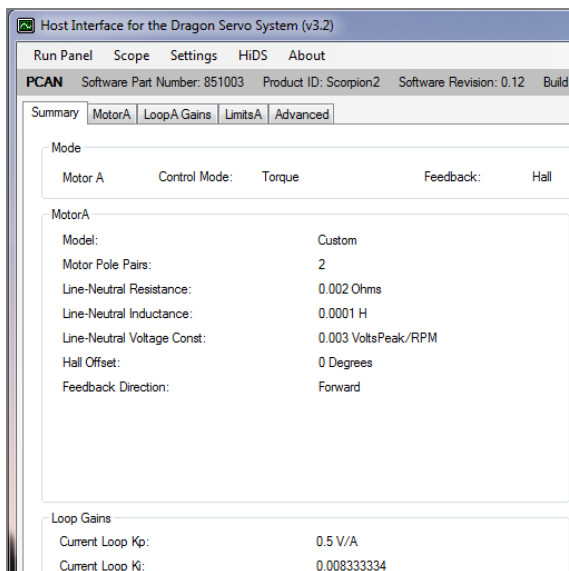 Host Interface for the Dragon Servo System (v3.2)
Run Panel Scope Settings HiDS About
PCAN Software Part Number: 851003 Product ID: Scorpion2 Software Revision: 0.12 Build
Summary MotorA LoopA Gains LimitsA Advanced
Mode
Motor A Control Mode: Torque Feedback: Hall
MotorA
Model: Custom
Motor Pole Pairs: 2
Line-Neutral Resistance: 0.002 Ohms
Line-Neutral Inductance: 0.0001 H
Line-Neutral Voltage Const: 0.003 VoltsPeak/RPM
Hall Offset: 0 Degrees
Feedback Direction: Forward
Loop Gains
Current Loop Kp: 0.5 V/A
Current Loop Ki: 0.008333334